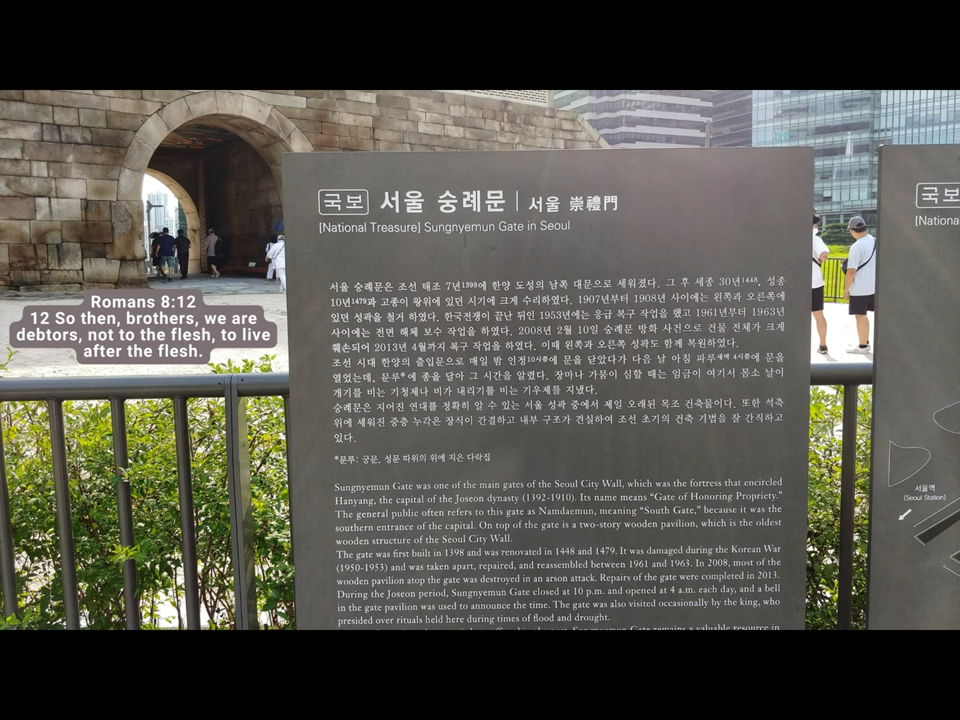 국보 서울 숭례문 | 서울 崇禮門
[National Treasure] Sungnyemun Gate in Seoul
서울 숭례문은 조선 태조 7년1398에 한양 도성의 남쪽 대문으로 세워졌다. 그 후 세종 30년1448, 성종
10년1479과 고종이 왕위에 있던 시기에 크게 수리하였다. 1907년부터 1908년 사이에는 왼쪽과 오른쪽에
있던 성곽을 철거 하였다. 한국전쟁이 끝난 뒤인 1953년에는 응급 복구 작업을 했고 1961년부터 1963년
사이에는 전면 해체 보수 작업을 하였다. 2008년 2월 10일 숭례문 방화 사건으로 건물 전체가 크게
훼손되어 2013년 4월까지 복구 작업을 하였다. 이때 왼쪽과 오른쪽 성곽도 함께 복원하였다.
조선 시대 한양의 출입문으로 매일 밤 인정10시쯤에 문을 닫았다가 다음 날 아침 파루새벽 4시쯤에 문을
열었는데, 문루*에 종을 달아 그 시간을 알렸다. 장마나 가뭄이 심할 때는 임금이 여기서 몸소 날이
개기를 비는 기청제나 비가 내리기를 비는 기우제를 지냈다.
숭례문은 지어진 연대를 정확히 알 수 있는 서울 성곽 중에서 제일 오래된 목조 건축물이다. 또한 석축
위에 세워진 중층 누각은 장식이 간결하고 내부 구조가 견실하여 조선 초기의 건축 기법을 잘 간직하고
있다.
*문루: 궁문, 성문 따위의 위에 지은 다락집
Sungnyemun Gate was one of the main gates of the Seoul City Wall, which was the fortress that encircled
Hanyang, the capital of the Joseon dynasty (1392-1910). Its name means “Gate of Honoring Propriety.”
The general public often refers to this gate as Namdaemun, meaning “South Gate,” because it was the
southern entrance of the capital. On top of the gate is a two-story wooden pavilion, which is the oldest
wooden structure of the Seoul City Wall.
The gate was first built in 1398 and was renovated in 1448 and 1479. It was damaged during the Korean War
(1950-1953) and was taken apart, repaired, and reassembled between 1961 and 1963. In 2008, most of the
wooden pavilion atop the gate was destroyed in an arson attack. Repairs of the gate were completed in 2013.
During the Joseon period, Sungnyemun Gate closed at 10 p.m. and opened at 4 a.m. each day, and a bell
in the gate pavilion was used to announce the time. The gate was also visited occasionally by the king, who
presided over rituals held here during times of flood and drought.
Sungnyemun Gate remains a valuable resource in
Romans 8:12
12 So then, brothers, we are
debtors, not to the flesh, to live
after the flesh.
국보
[National
서울역
(Seoul Station)